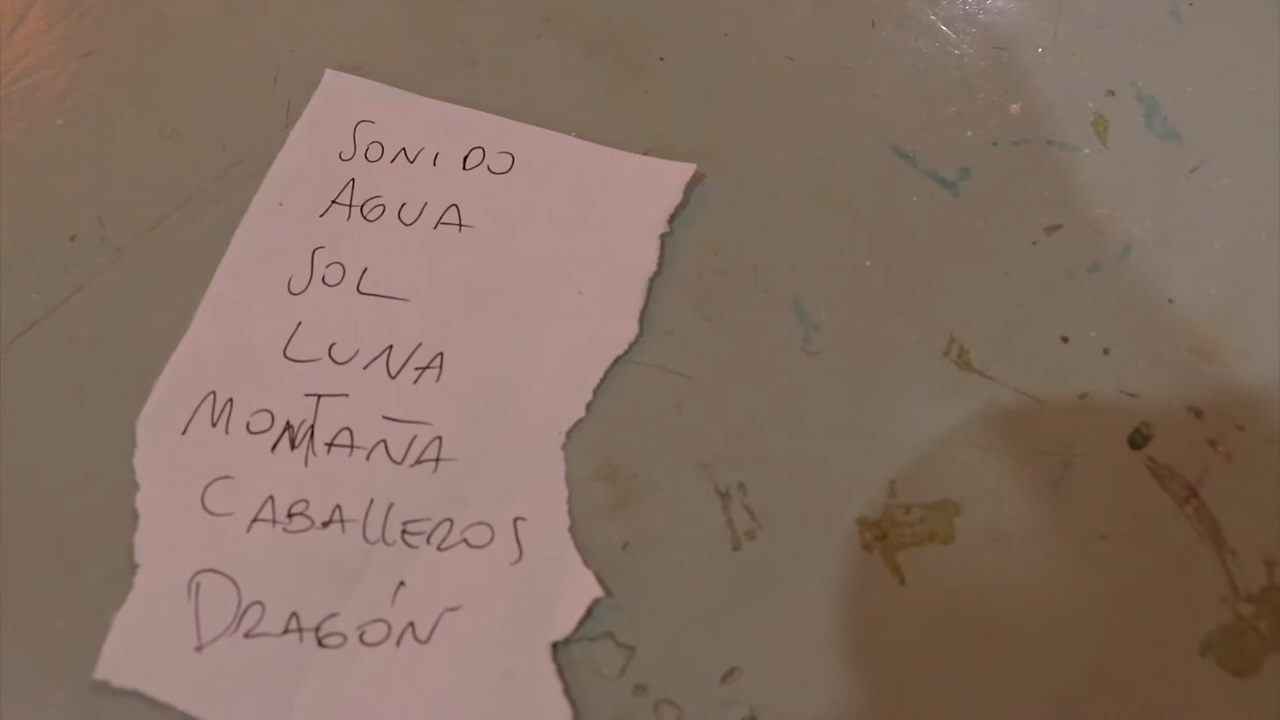 SONIDO
AGUA
SOL
LUNA
MONTAÑA
CABALLEROS
DRAGÓN